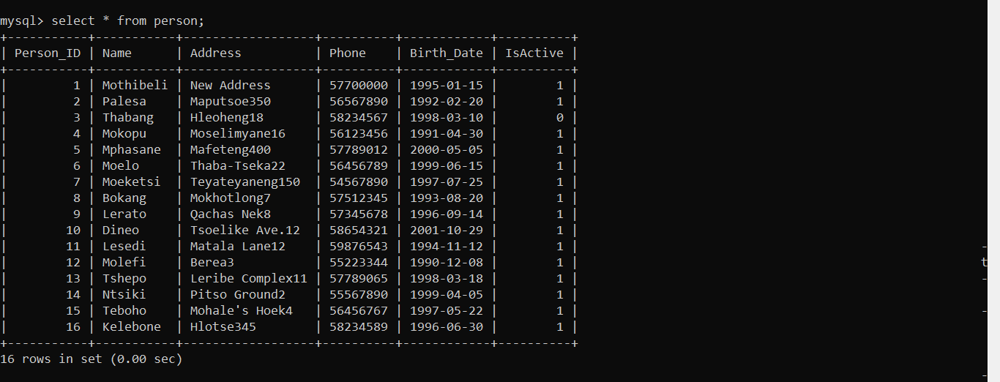 mysql> select * from person;
+-----------+-----------+------------------+----------+------------+----------+
| Person_ID | Name      | Address          | Phone    | Birth_Date | IsActive |
+-----------+-----------+------------------+----------+------------+----------+
|         1 | Mothibeli | New Address      | 57700000 | 1995-01-15 |        1 |
|         2 | Palesa    | Maputsoe350      | 56567890 | 1992-02-20 |        1 |
|         3 | Thabang   | Hleoheng18       | 58234567 | 1998-03-10 |        0 |
|         4 | Mokopu    | Moselimyane16    | 56123456 | 1991-04-30 |        1 |
|         5 | Mphasane  | Mafeteng400      | 57789012 | 2000-05-05 |        1 |
|         6 | Moelo     | Thaba-Tseka22    | 56456789 | 1999-06-15 |        1 |
|         7 | Moeketsi  | Teyateyaneng150  | 54567890 | 1997-07-25 |        1 |
|         8 | Bokang    | Mokhotlong7      | 57512345 | 1993-08-20 |        1 |
|         9 | Lerato    | Qachas Nek8      | 57345678 | 1996-09-14 |        1 |
|        10 | Dineo     | Tsoelike Ave.12  | 58654321 | 2001-10-29 |        1 |
|        11 | Lesedi    | Matala Lane12    | 59876543 | 1994-11-12 |        1 |
|        12 | Molefi    | Berea3           | 55223344 | 1990-12-08 |        1 |
|        13 | Tshepo    | Leribe Complex11 | 57789065 | 1998-03-18 |        1 |
|        14 | Ntsiki    | Pitso Ground2    | 55567890 | 1999-04-05 |        1 |
|        15 | Teboho    | Mohale's Hoek4   | 56456767 | 1997-05-22 |        1 |
|        16 | Kelebone  | Hlotse345        | 58234589 | 1996-06-30 |        1 |
+-----------+-----------+------------------+----------+------------+----------+
16 rows in set (0.00 sec)